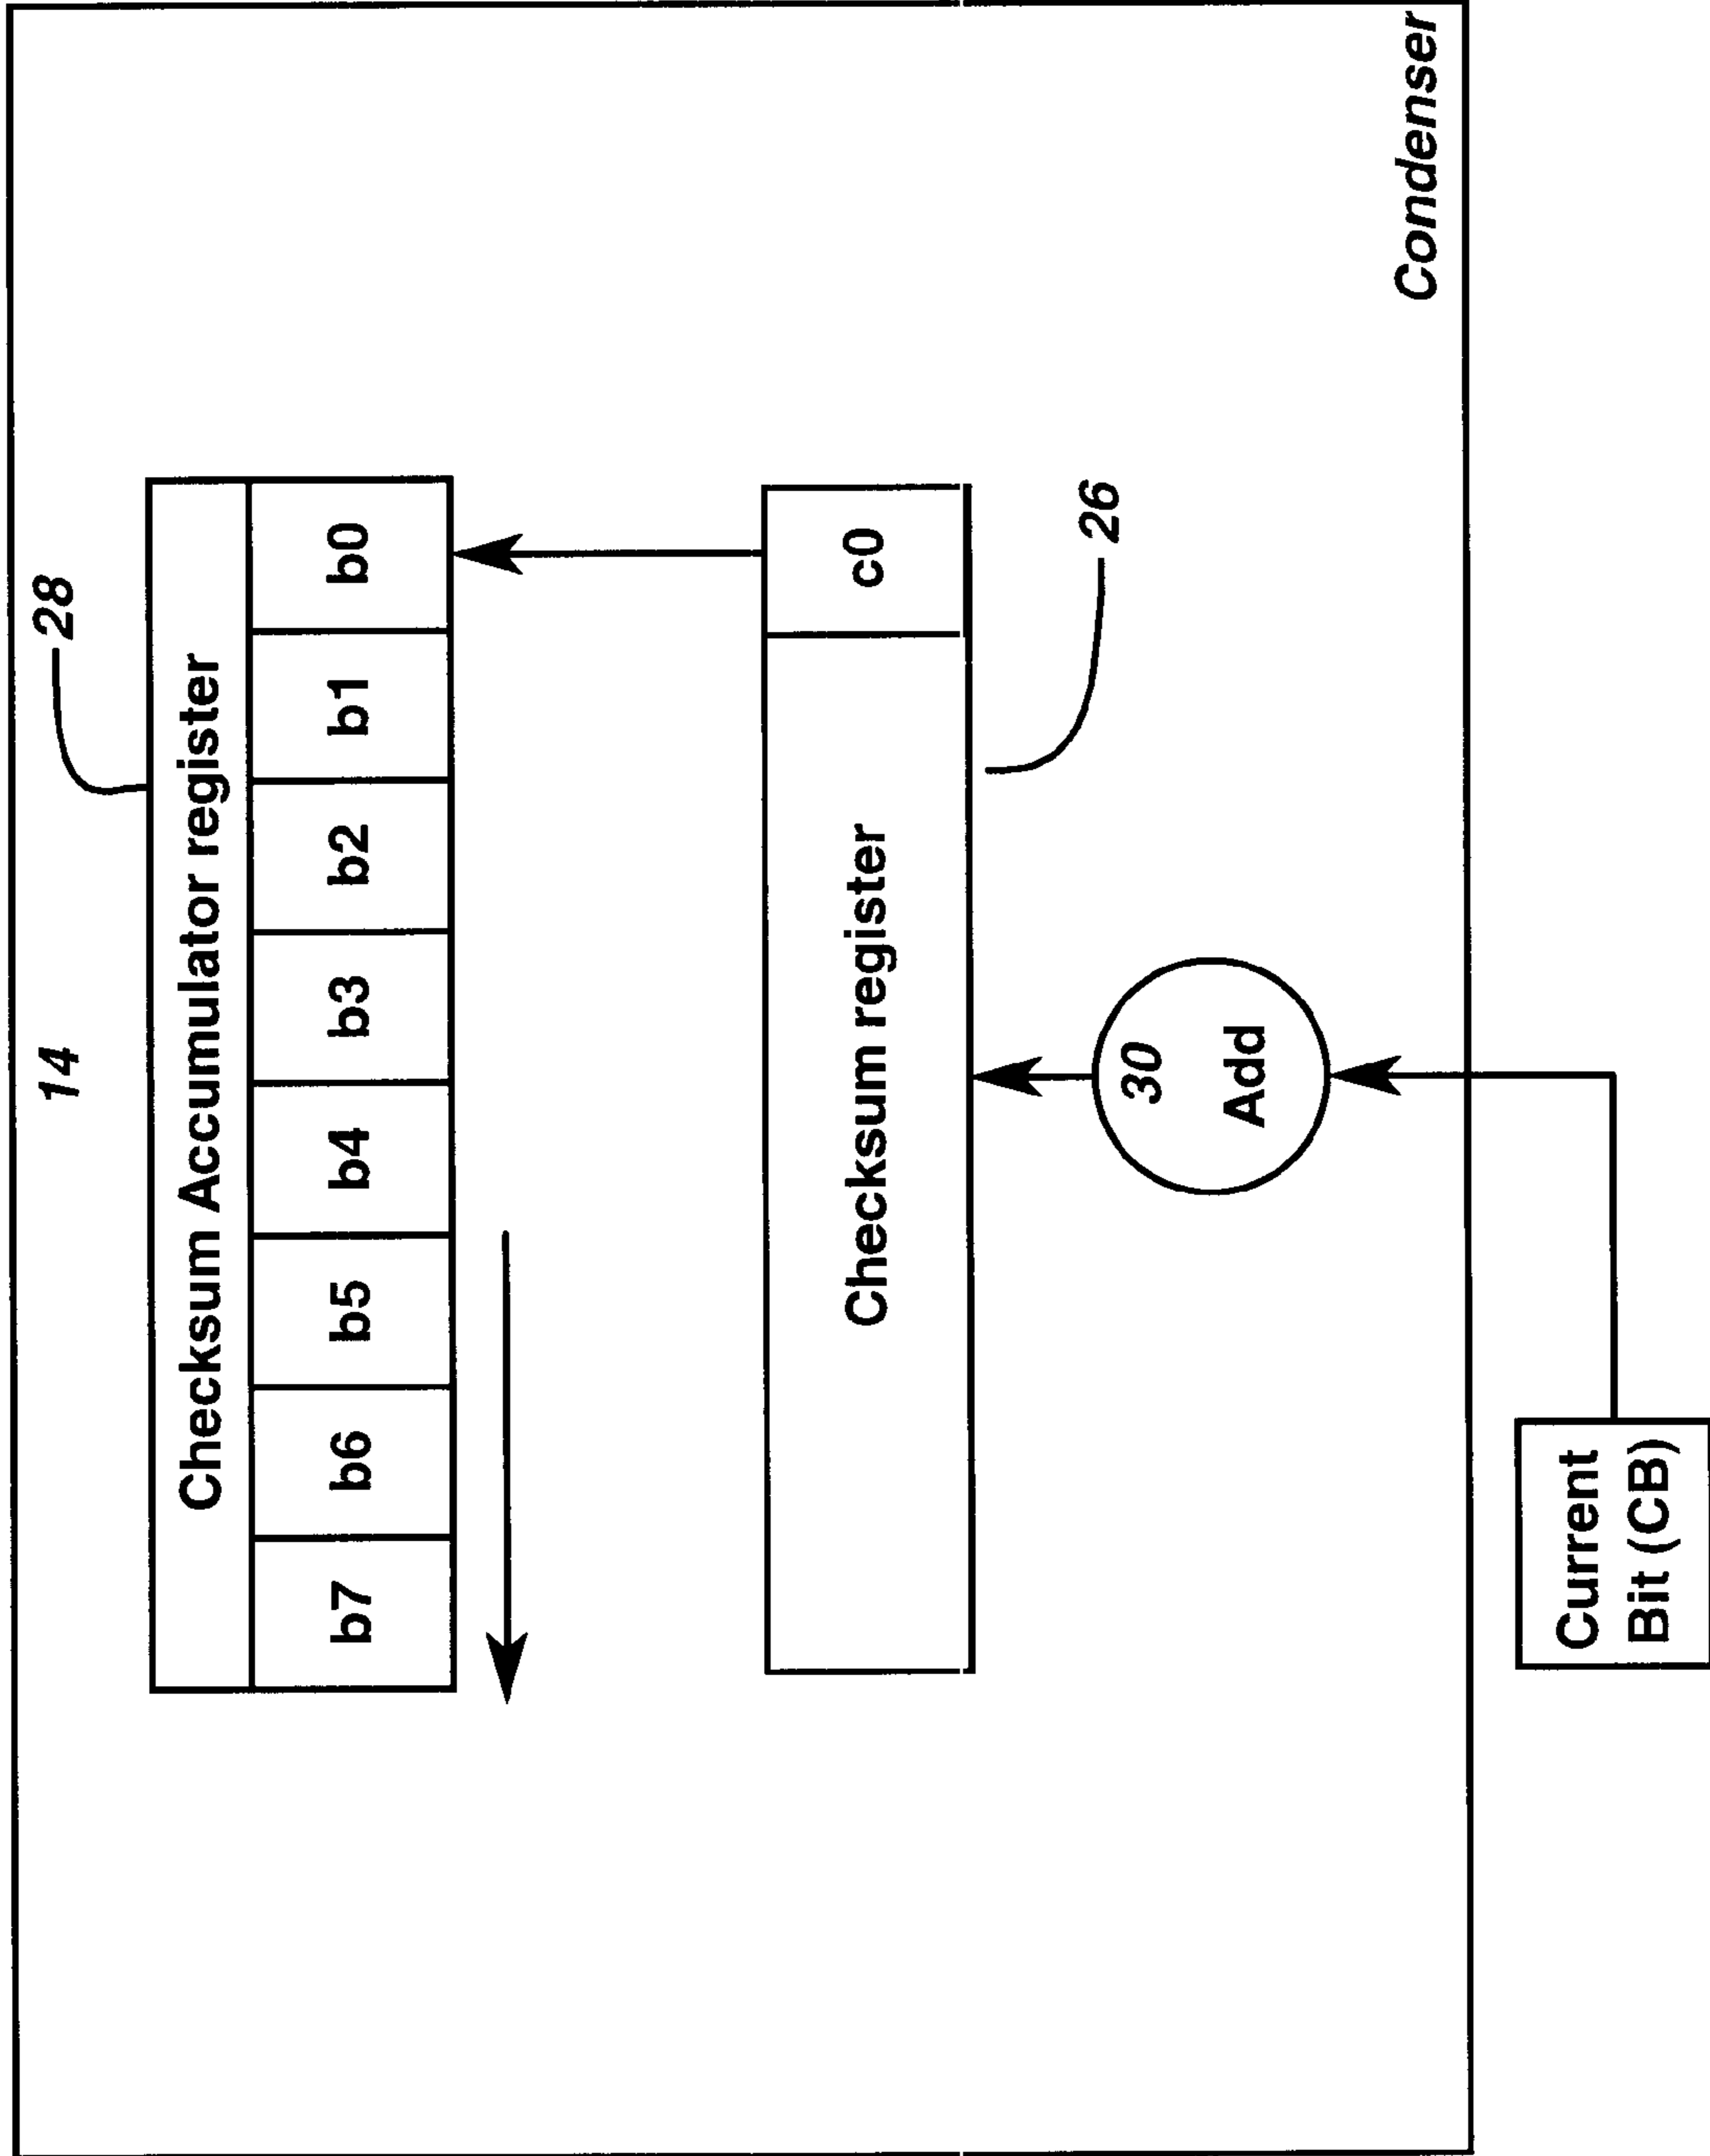 14
28
Checksum Accumulator register
b7 b6 b5 b4 b3 b2 b1 b0
Checksum register c0
26
30
Add
Condenser
Current
Bit (CB)